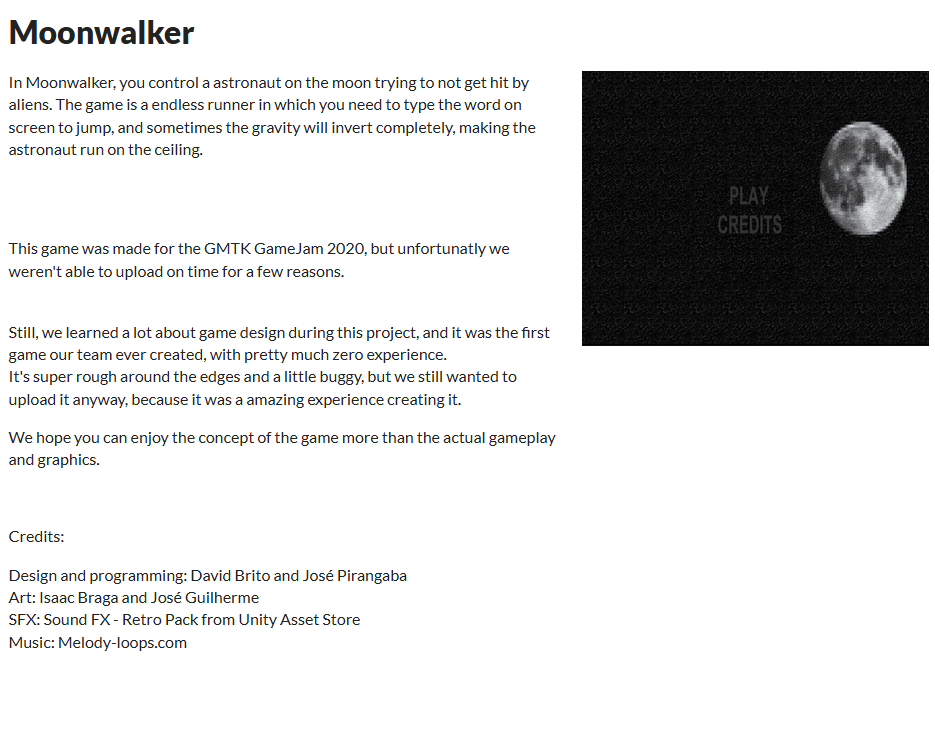 Moonwalker
In Moonwalker, you control a astronaut on the moon trying to not get hit by
aliens. The game is a endless runner in which you need to type the word on
screen to jump, and sometimes the gravity will invert completely, making the
astronaut run on the ceiling.
This game was made for the GMTK GameJam 2020, but unfortunatly we
weren't able to upload on time for a few reasons.
Still, we learned a lot about game design during this project, and it was the first
game our team ever created, with pretty much zero experience.
It's super rough around the edges and a little buggy, but we still wanted to
upload it anyway, because it was a amazing experience creating it.
We hope you can enjoy the concept of the game more than the actual gameplay
and graphics.
Credits:
Design and programming: David Brito and José Pirangaba
Art: Isaac Braga and José Guilherme
SFX: Sound FX - Retro Pack from Unity Asset Store
Music: Melody-loops.com
PLAY
CREDITS